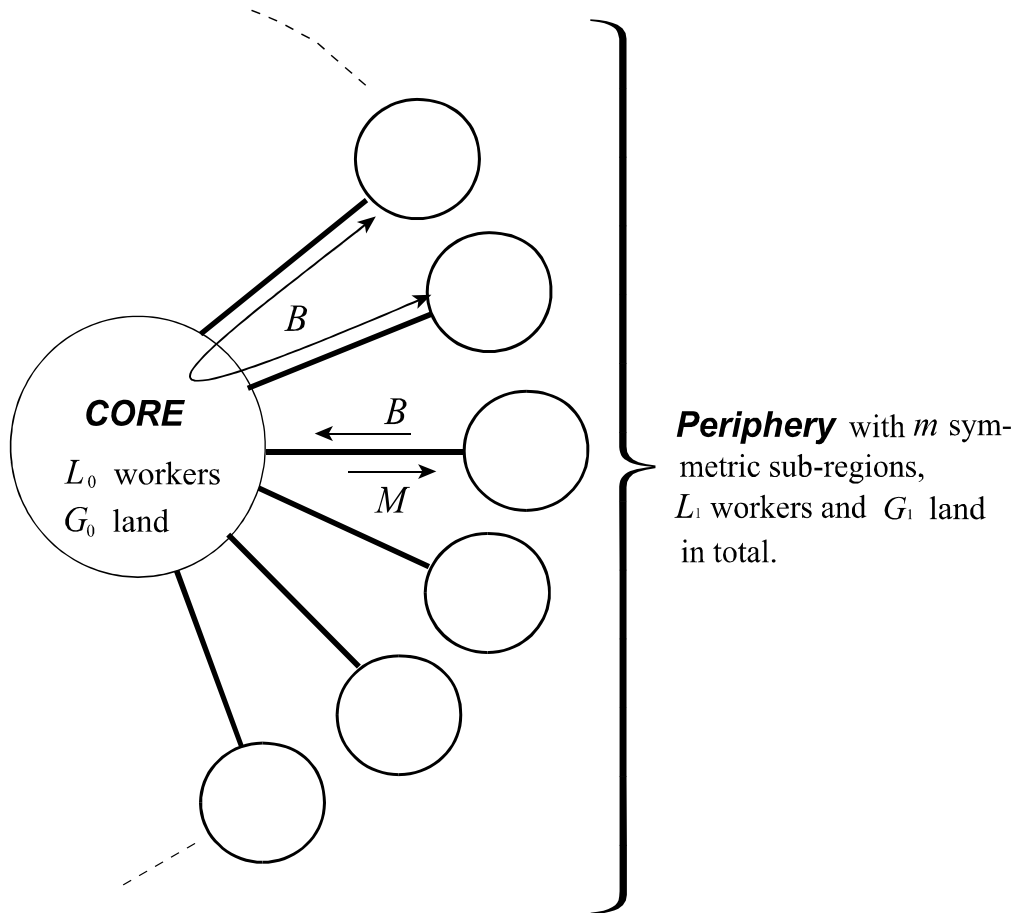 B
CORE
L₀ workers
G₀ land
B
M
Periphery with m sym-
metric sub-regions,
L₁ workers and G₁ land
in total.